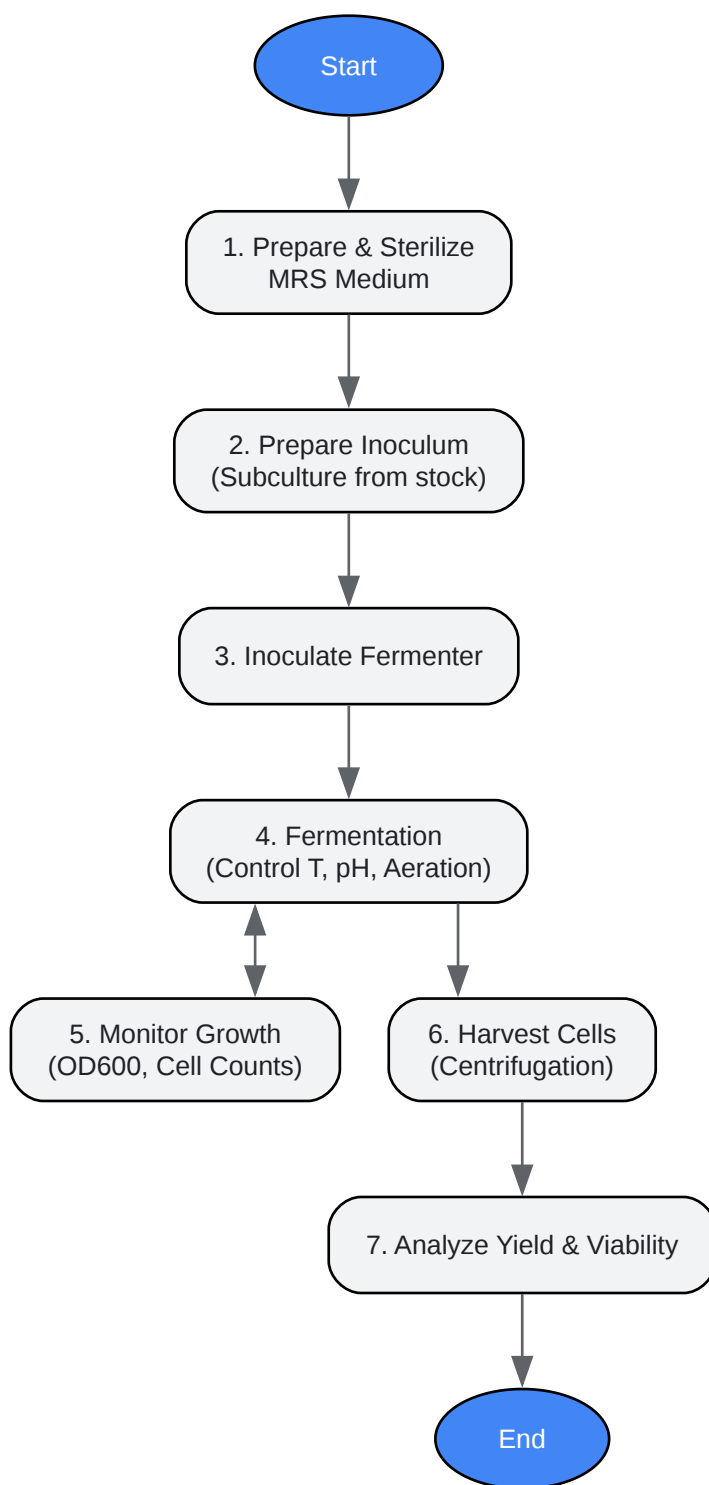 Start
1. Prepare & Sterilize
MRS Medium
2. Prepare Inoculum
(Subculture from stock)
3. Inoculate Fermenter
4. Fermentation
(Control T, pH, Aeration)
5. Monitor Growth
(OD600, Cell Counts)
6. Harvest Cells
(Centrifugation)
7. Analyze Yield & Viability
End